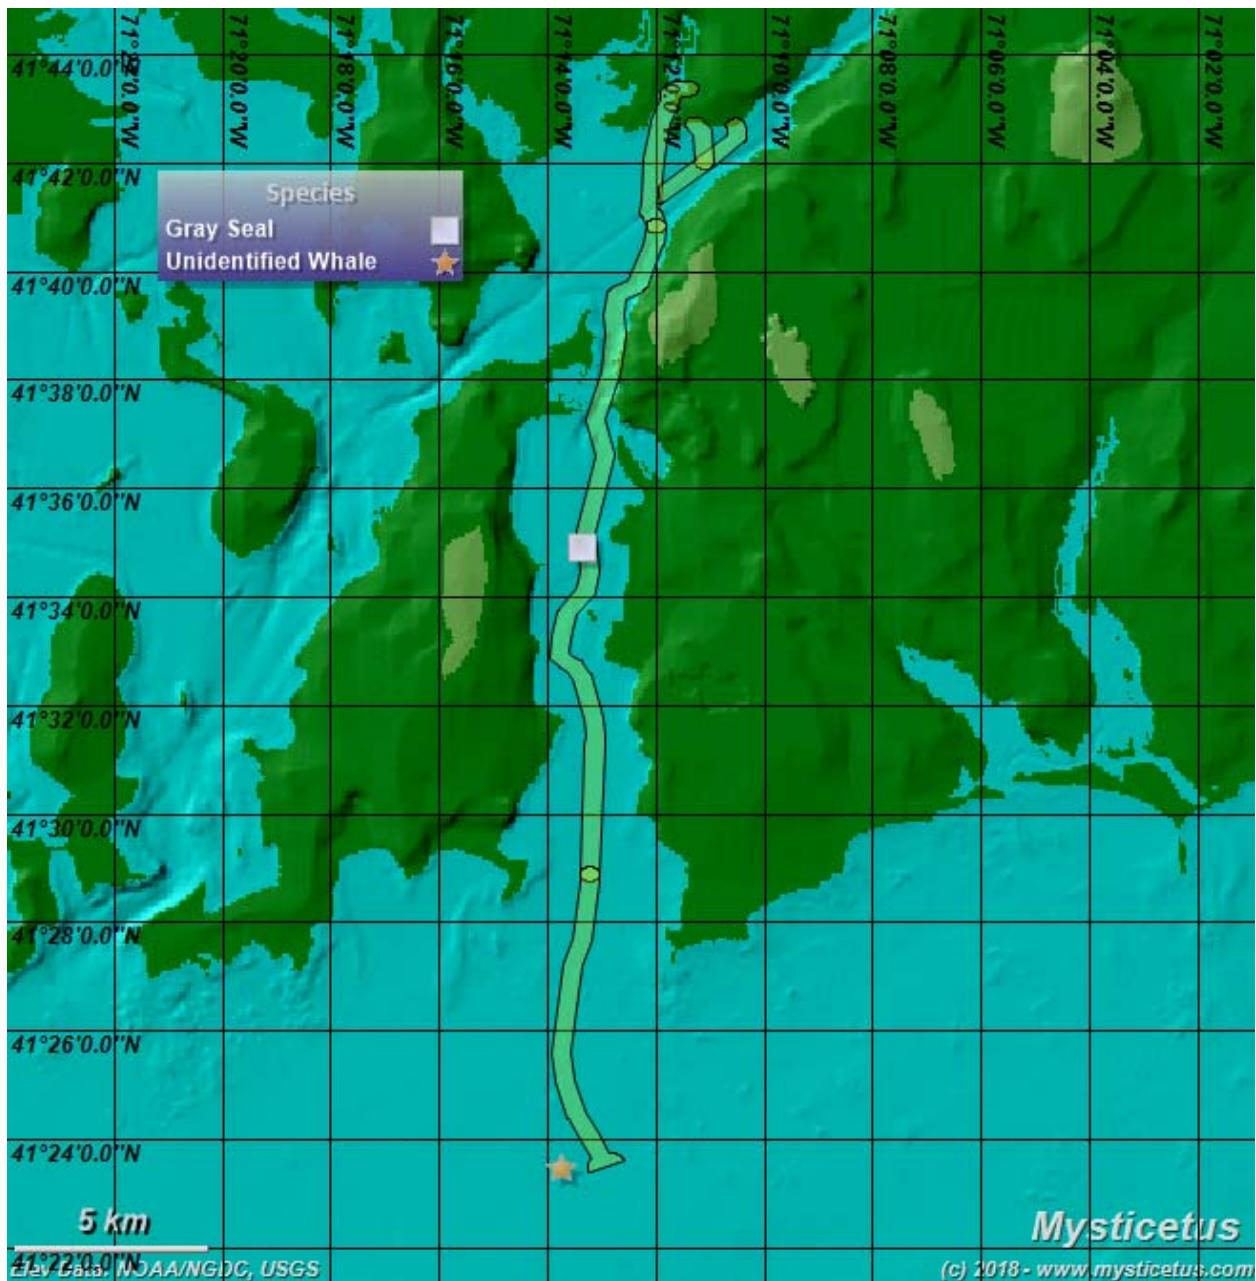 71°22'0.0"W
71°20'0.0"W
71°18'0.0"W
71°16'0.0"W
71°14'0.0"W
71°12'0.0"W
71°10'0.0"W
71°08'0.0"W
71°06'0.0"W
71°04'0.0"W
71°02'0.0"W
41°44'0.0"N
41°42'0.0"N
Species
Gray Seal
Unidentified Whale
41°40'0.0"N
41°38'0.0"N
41°36'0.0"N
41°34'0.0"N
41°32'0.0"N
41°30'0.0"N
41°28'0.0"N
41°26'0.0"N
41°24'0.0"N
5 km
Mysticetus
41°22'0.0"N
Elev Data: NOAA/NGDC, USGS
(c) 2018 - www.mysticetus.com